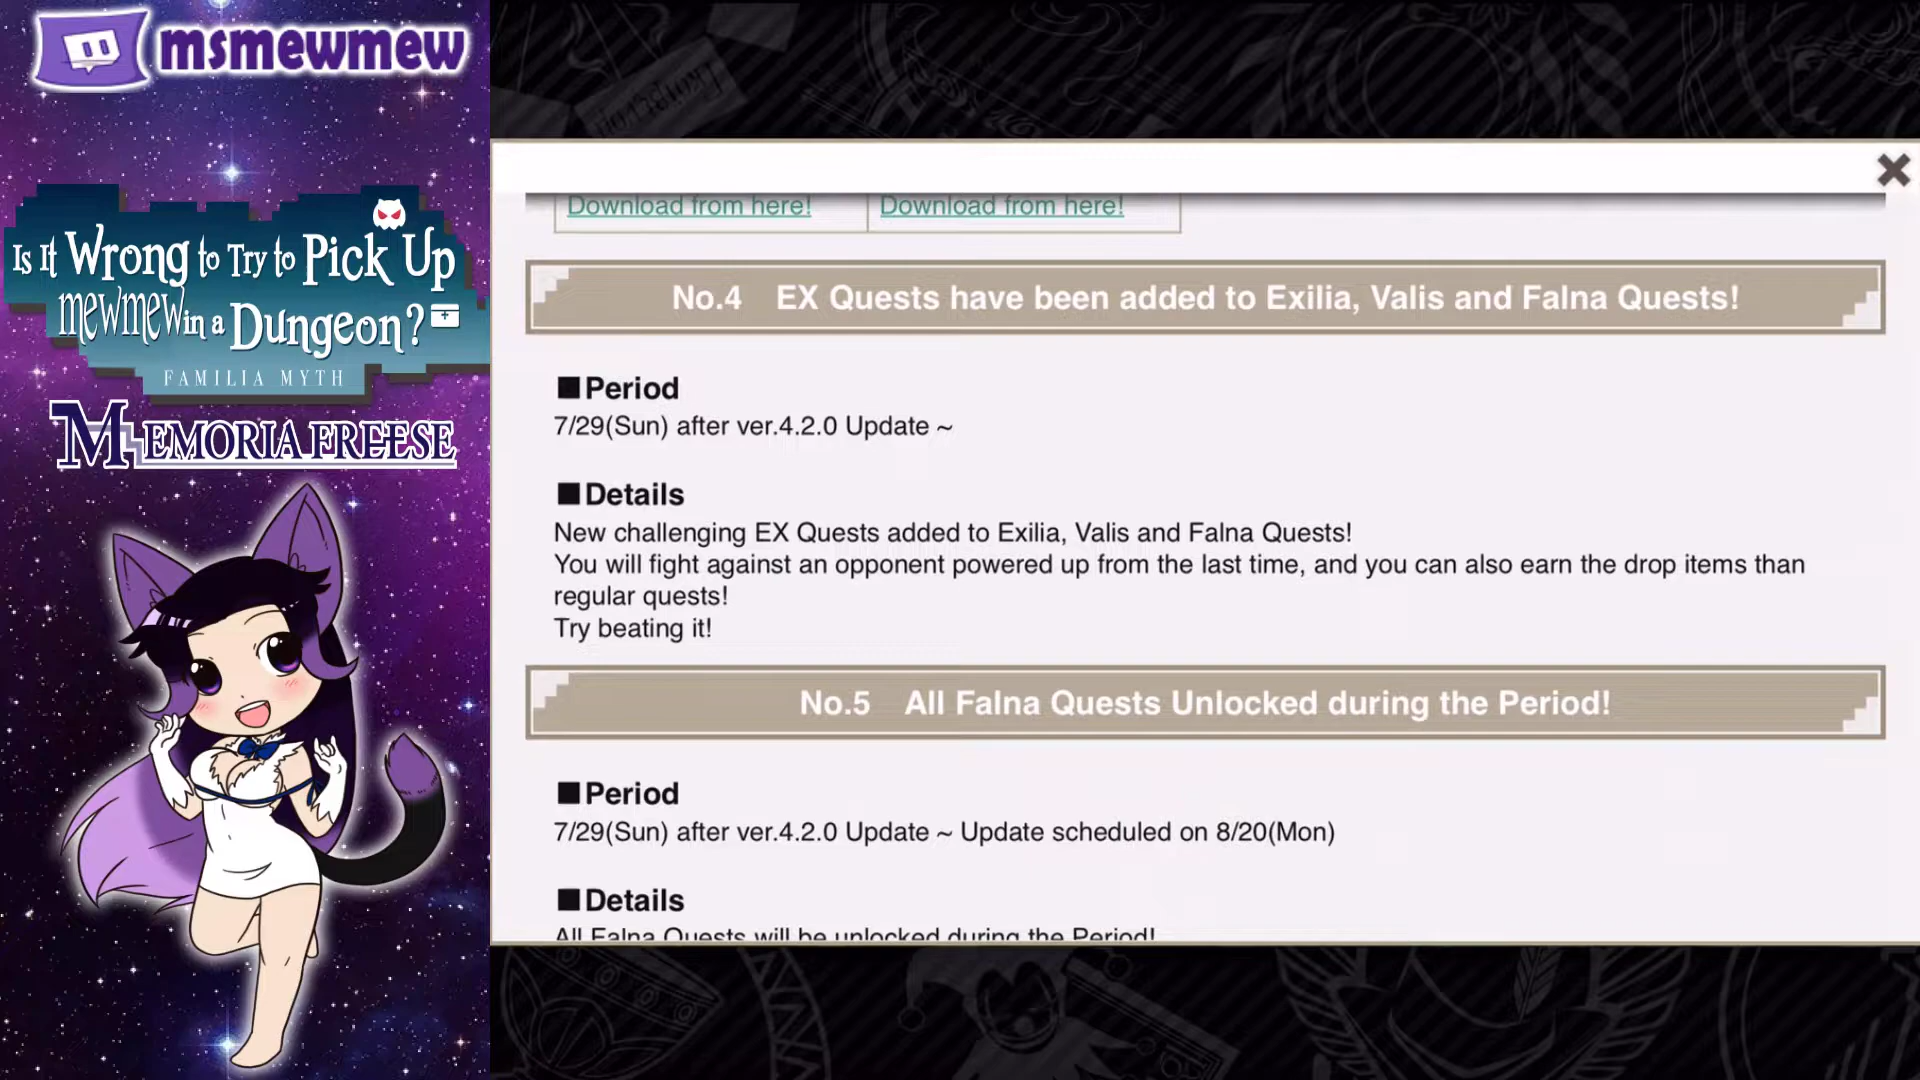 msmewmew
Is It Wrong to Try to Pick Up
mewmew in a Dungeon?
FAMILIA MYTH
MEMORIA FREESE
Download from here! Download from here!
No.4 EX Quests have been added to Exilia, Valis and Falna Quests!
■Period
7/29(Sun) after ver.4.2.0 Update ~
■Details
New challenging EX Quests added to Exilia, Valis and Falna Quests!
You will fight against an opponent powered up from the last time, and you can also earn the drop items than
regular quests!
Try beating it!
No.5 All Falna Quests Unlocked during the Period!
■Period
7/29(Sun) after ver.4.2.0 Update ~ Update scheduled on 8/20(Mon)
■Details
All Falna Quests will be unlocked during the Period!